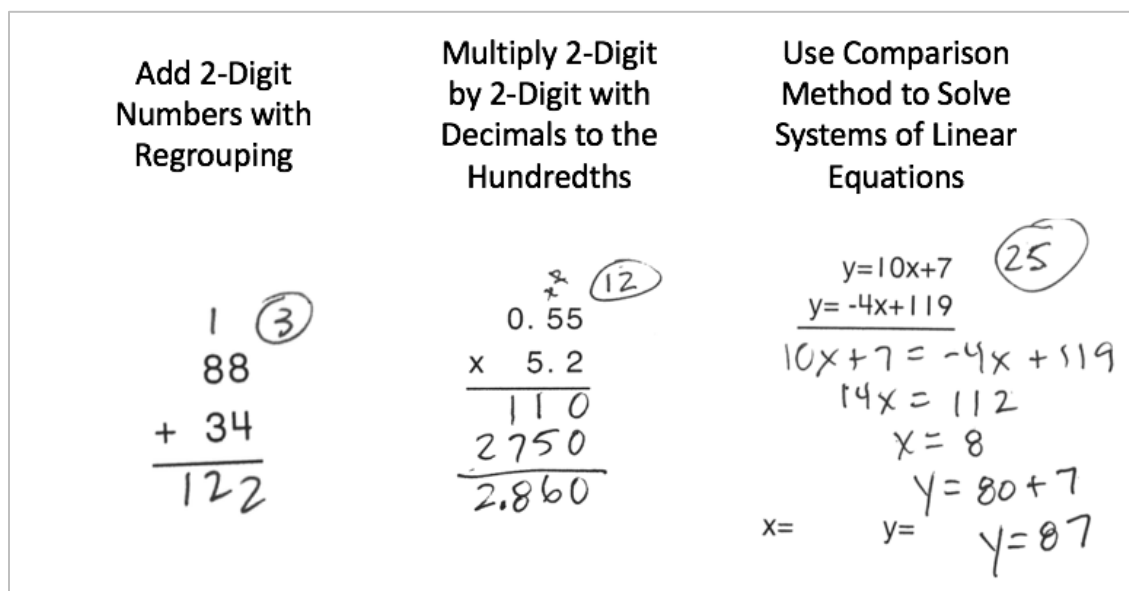 Add 2-Digit
Numbers with
Regrouping
1 3
88
+ 34
122
Multiply 2-Digit
by 2-Digit with
Decimals to the
Hundredths
12
0. 55
x 5. 2
110
2750
2.860
Use Comparison
Method to Solve
Systems of Linear
Equations
25
y=10x+7
y= -4x+119
10x+7 = -4x + 119
14x = 112
x = 8
y = 80+7
x= y=
y=87